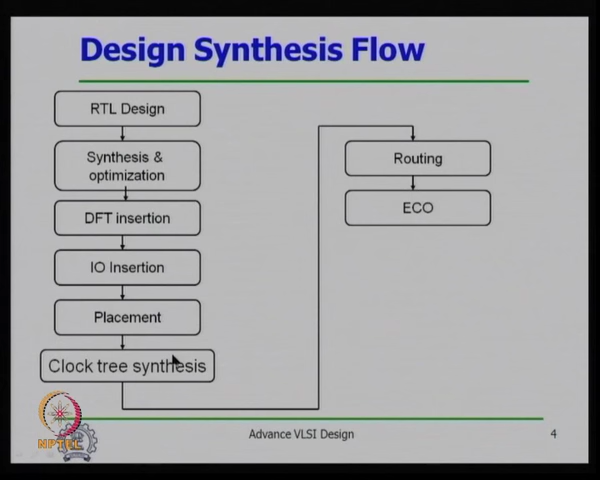 Design Synthesis Flow
RTL Design
Synthesis &
optimization
DFT insertion
IO Insertion
Placement
Clock tree synthesis
Routing
ECO
NPTEL
Advance VLSI Design
4